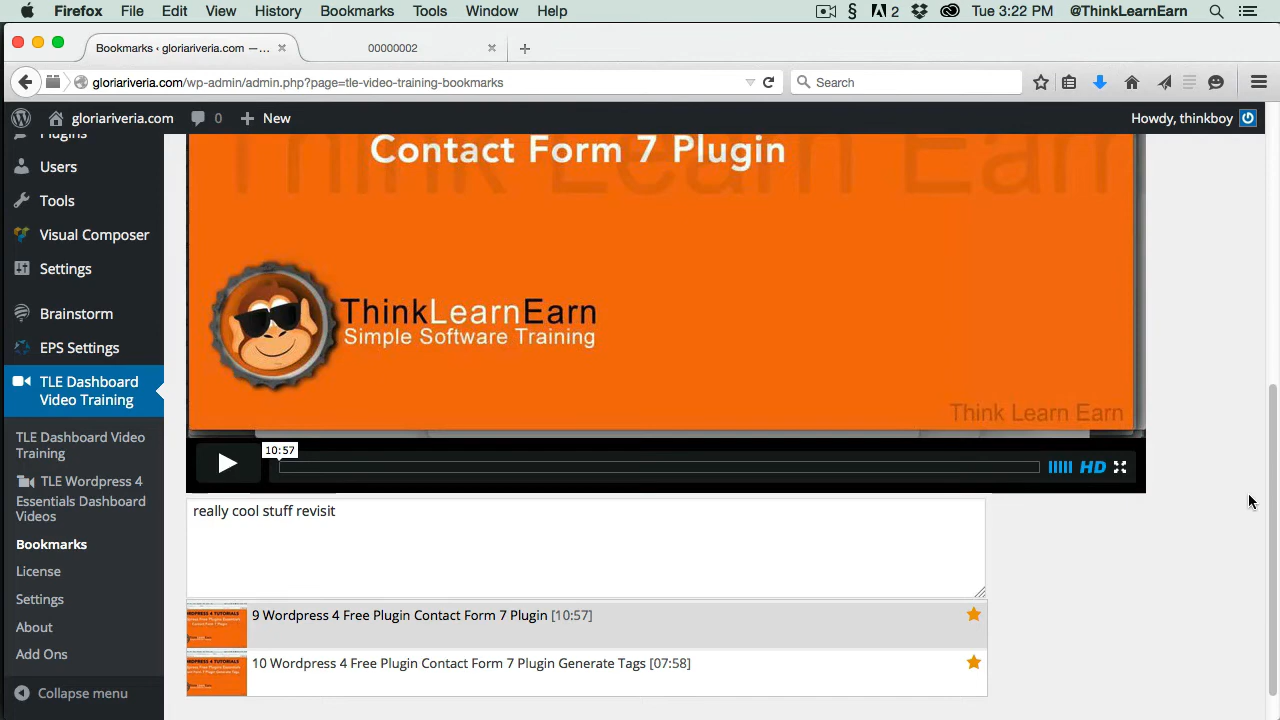 Firefox File Edit View History Bookmarks Tools Window Help 2 Tue 3:22 PM @ThinkLearnEarn
Bookmarks ‹ gloriariveria.com — ... 00000002
gloriariveria.com/wp-admin/admin.php?page=tle-video-training-bookmarks Search
gloriariveria.com 0 New Howdy, thinkboy
Plugins
Users
Tools
Visual Composer
Settings
Brainstorm
EPS Settings
TLE Dashboard
Video Training
TLE Dashboard Video
Training
TLE Wordpress 4
Essentials Dashboard
Videos
Bookmarks
License
Settings
About
Add Ons
Collapse menu
Think Learn Earn
Contact Form 7 Plugin
ThinkLearnEarn
Simple Software Training
Think Learn Earn
10:57
HD
really cool stuff revisit
9 Wordpress 4 Free Plugin Contact Form 7 Plugin [10:57]
10 Wordpress 4 Free Plugin Contact Form 7 Plugin Generate Tags [07:58]